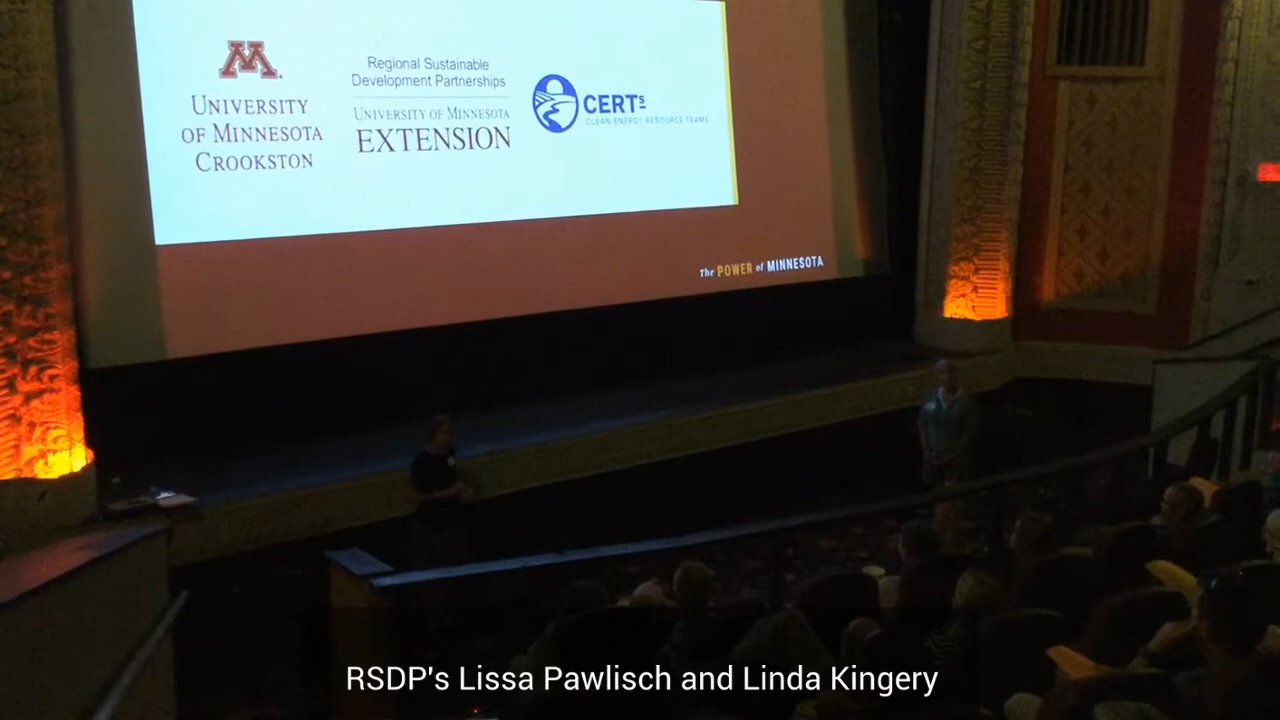 M
UNIVERSITY
OF MINNESOTA
CROOKSTON
Regional Sustainable
Development Partnerships
UNIVERSITY OF MINNESOTA
EXTENSION
CERTs
CLEAN ENERGY RESOURCE TEAMS
The POWER of MINNESOTA
RSDP's Lissa Pawlisch and Linda Kingery